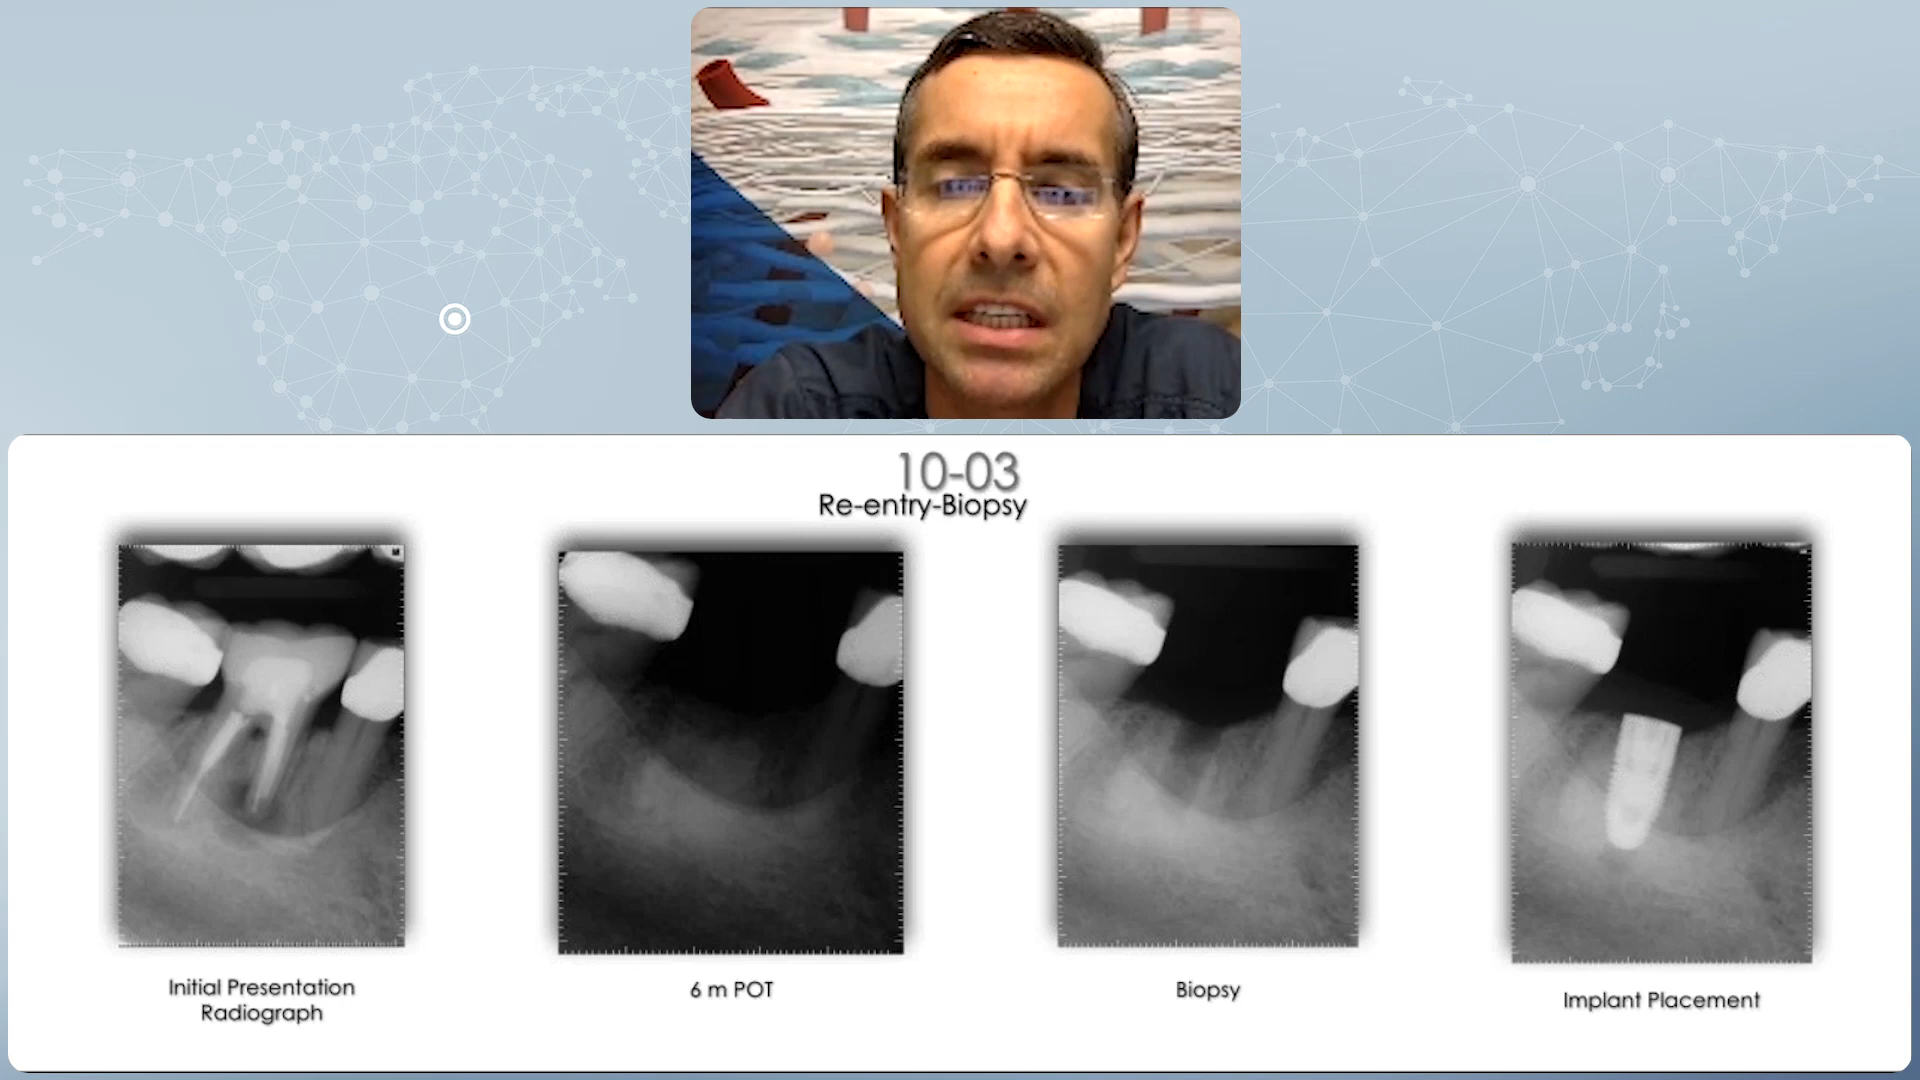 10-03
Re-entry-Biopsy
Initial Presentation
Radiograph
6 m POT
Biopsy
Implant Placement